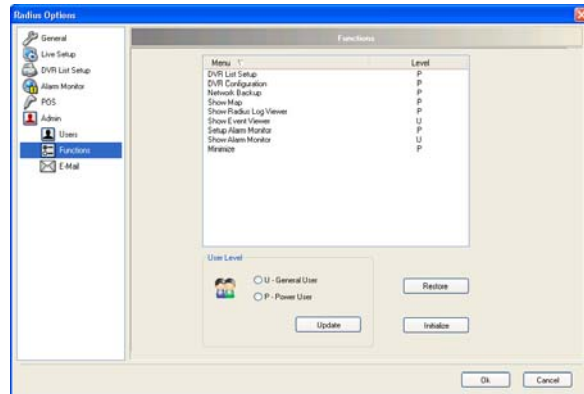 Radius Options
General
Live Setup
DVR List Setup
Alarm Monitor
POS
Admin
Users
Functions
E-Mail
Functions
Menu Level
DVR List Setup P
DVR Configuration P
Network Backup P
Show Map P
Show Radius Log Viewer P
Show Event Viewer U
Setup Alarm Monitor P
Show Alarm Monitor U
Minimize P
User Level
U - General User
P - Power User
Update
Restore
Initialize
Ok Cancel